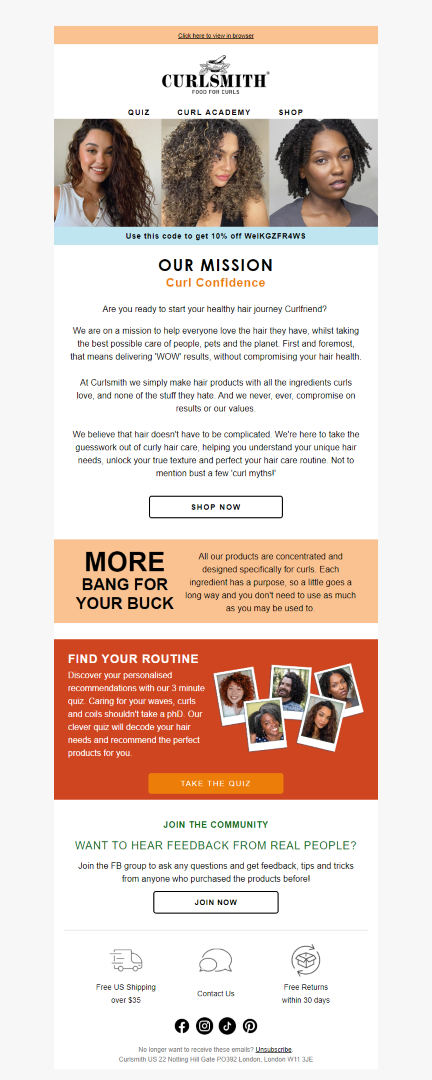 Click here to view in browser
CURLSMITH®
FOOD FOR CURLS
QUIZ CURL ACADEMY SHOP
Use this code to get 10% off WelKGZFR4WS
OUR MISSION
Curl Confidence
Are you ready to start your healthy hair journey Curlfriend?
We are on a mission to help everyone love the hair they have, whilst taking
the best possible care of people, pets and the planet. First and foremost,
that means delivering 'WOW' results, without compromising your hair health.
At Curlsmith we simply make hair products with all the ingredients curls
love, and none of the stuff they hate. And we never, ever, compromise on
results or our values.
We believe that hair doesn't have to be complicated. We're here to take the
guesswork out of curly hair care, helping you understand your unique hair
needs, unlock your true texture and perfect your hair care routine. Not to
mention bust a few 'curl myths!'
SHOP NOW
MORE
BANG FOR
YOUR BUCK
All our products are concentrated and
designed specifically for curls. Each
ingredient has a purpose, so a little goes a
long way and you don't need to use as much
as you may be used to.
FIND YOUR ROUTINE
Discover your personalised
recommendations with our 3 minute
quiz. Caring for your waves, curls
and coils shouldn't take a phD. Our
clever quiz will decode your hair
needs and recommend the perfect
products for you.
TAKE THE QUIZ
JOIN THE COMMUNITY
WANT TO HEAR FEEDBACK FROM REAL PEOPLE?
Join the FB group to ask any questions and get feedback, tips and tricks
from anyone who purchased the products before!
JOIN NOW
Free US Shipping
over $35
Contact Us
Free Returns
within 30 days
No longer want to receive these emails? Unsubscribe.
Curlsmith US 22 Notting Hill Gate PO392 London, London W11 3JE